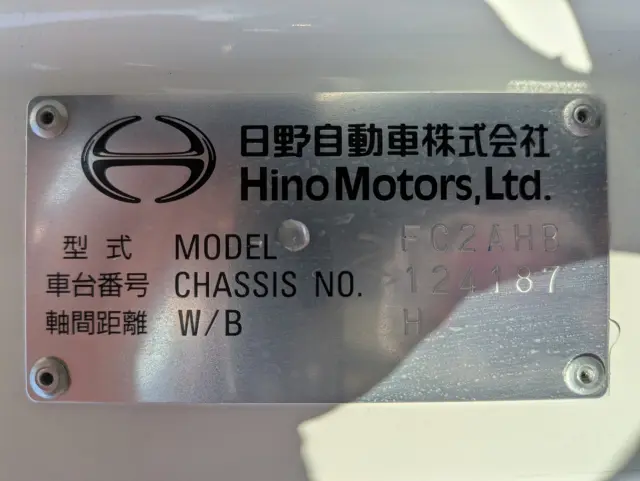 日野自動車株式会社
Hino Motors, Ltd.
型式 MODEL FC2AHB
車台番号 CHASSIS NO. 124187
軸間距離 W/B H